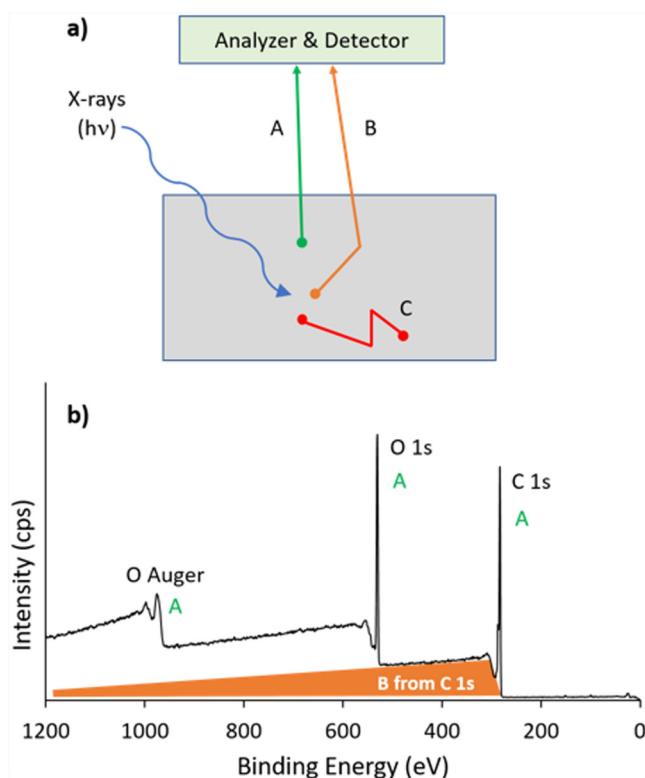 a)
Analyzer & Detector
X-rays
(hν)
A
B
C
b)
O 1s
A
C 1s
A
O Auger
A
B from C 1s
Intensity (cps)
1200 1000 800 600 400 200 0
Binding Energy (eV)